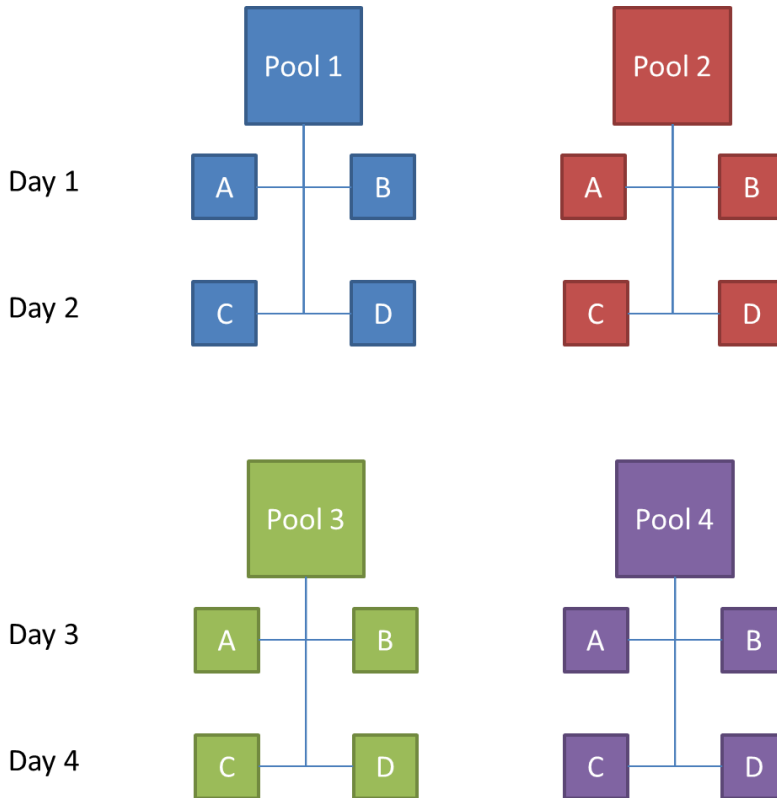 Pool 1 Pool 2
Day 1 A B A B
Day 2 C D C D
Pool 3 Pool 4
Day 3 A B A B
Day 4 C D C D